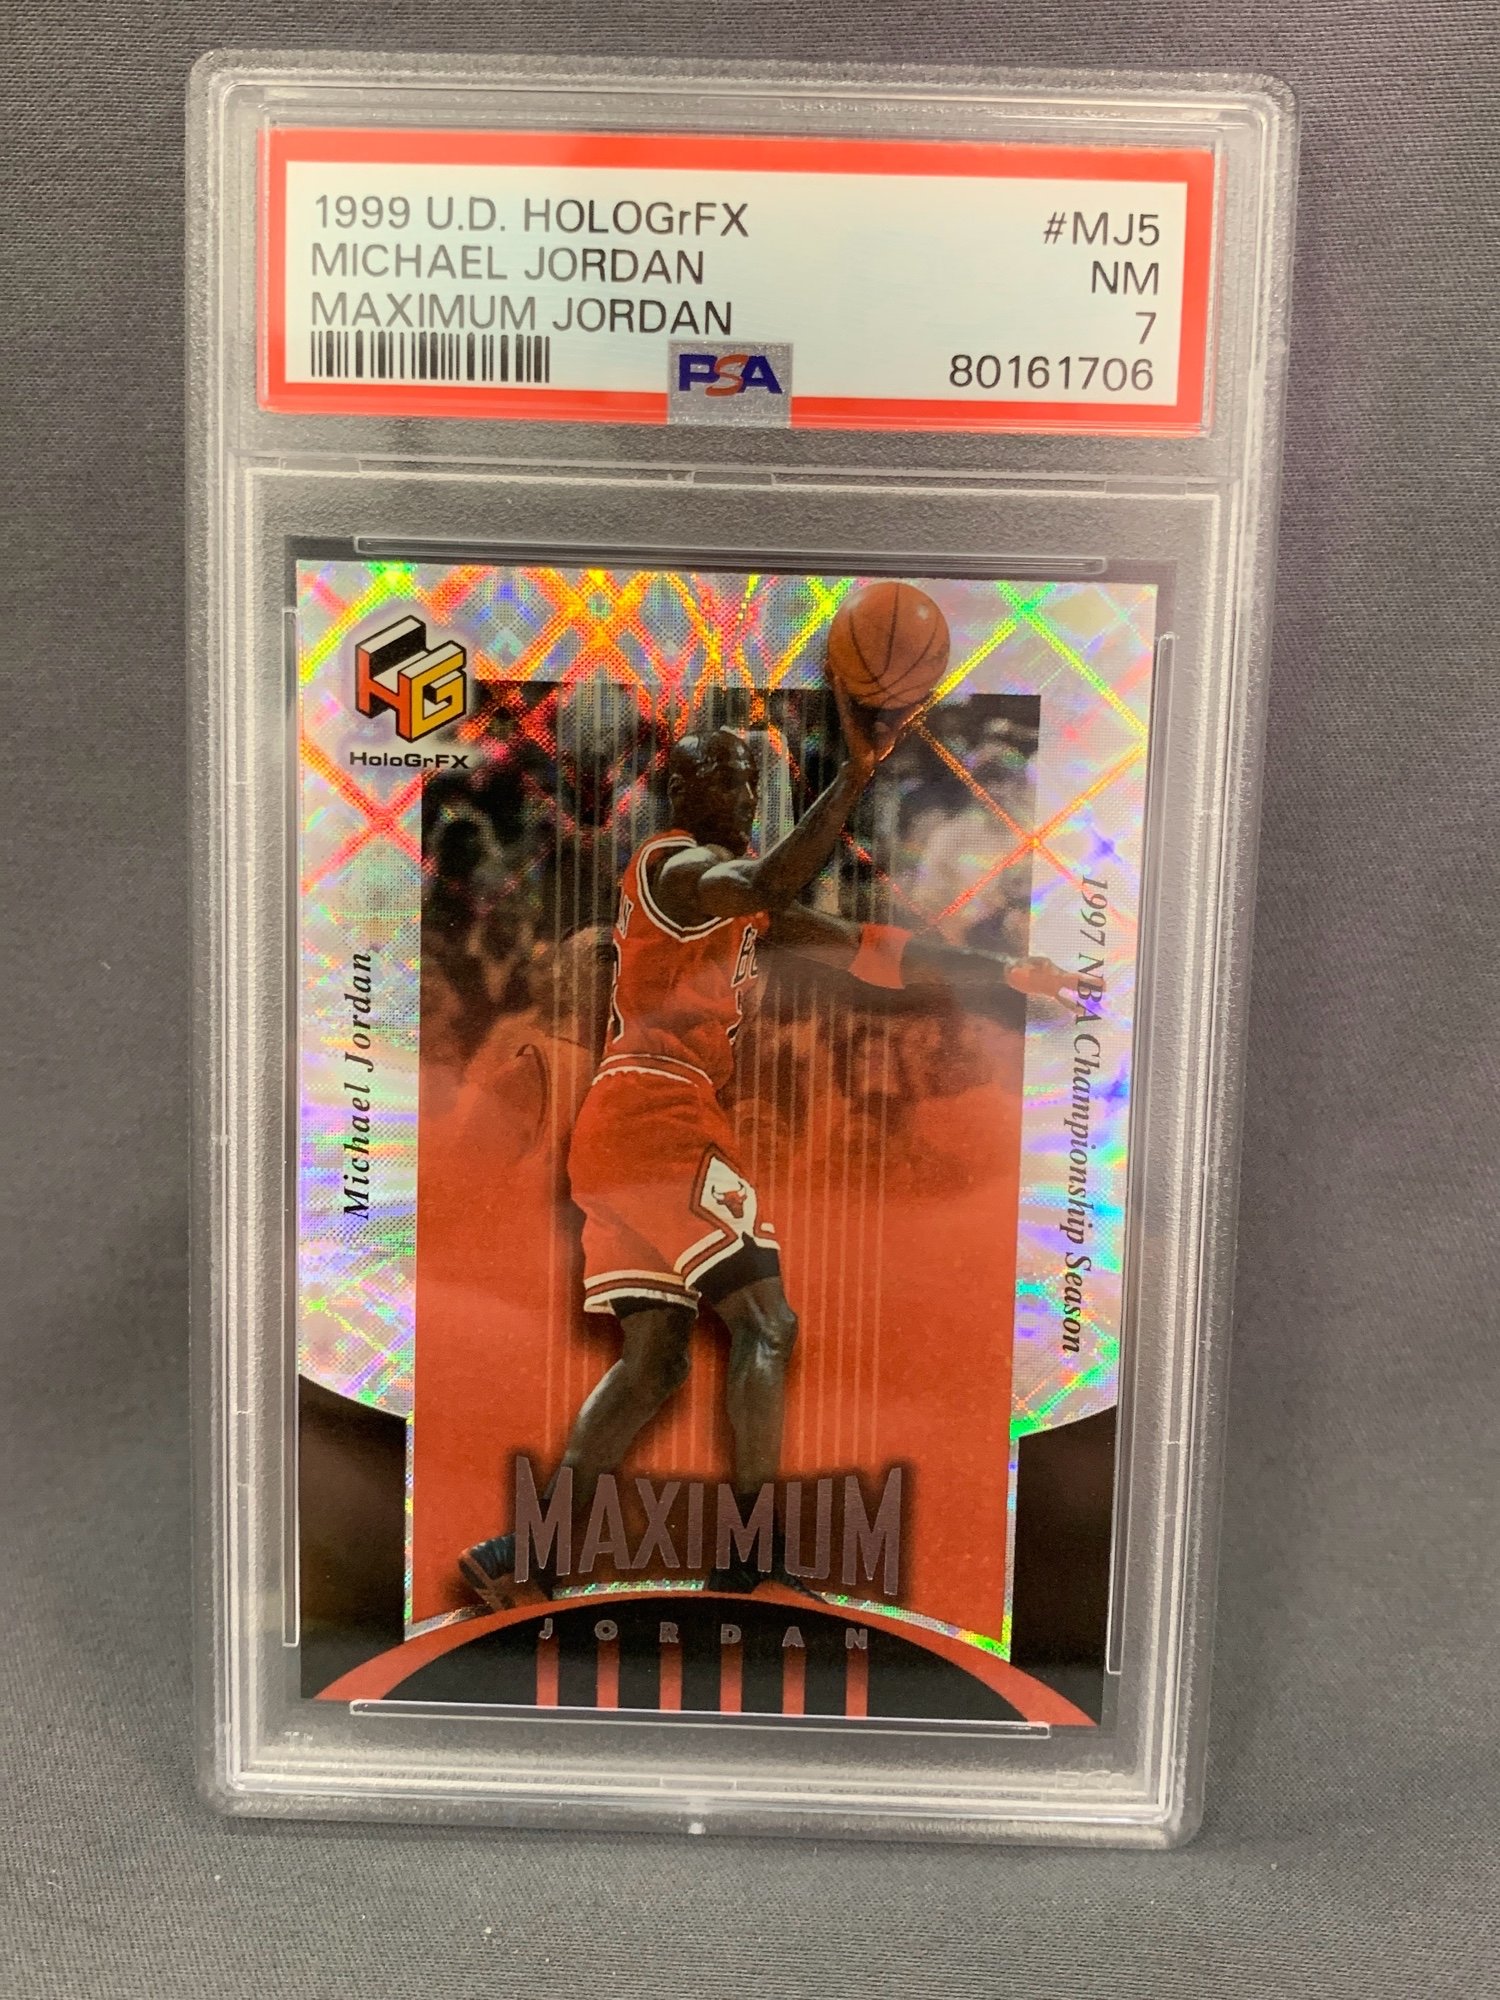 1999 U.D. HOLOGrFX #MJ5
MICHAEL JORDAN NM
MAXIMUM JORDAN 7
PSA 80161706
HG
HoloGrFX
Michael Jordan
1997 NBA Championship Season
MAXIMUM
JORDAN